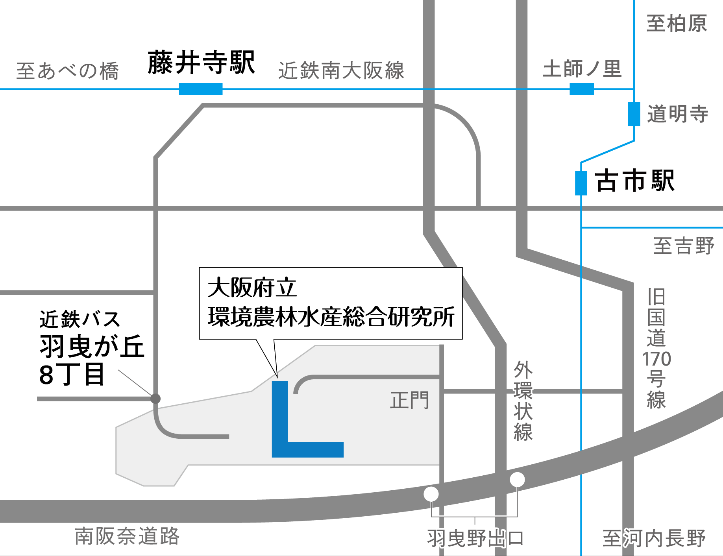 至柏原
藤井寺駅
至あべの橋
近鉄南大阪線
土師ノ里
道明寺
古市駅
至吉野
大阪府立
環境農林水産総合研究所
近鉄バス
羽曳が丘
8丁目
旧国道170号線
外環状線
正門
南阪奈道路
羽曳野出口
至河内長野